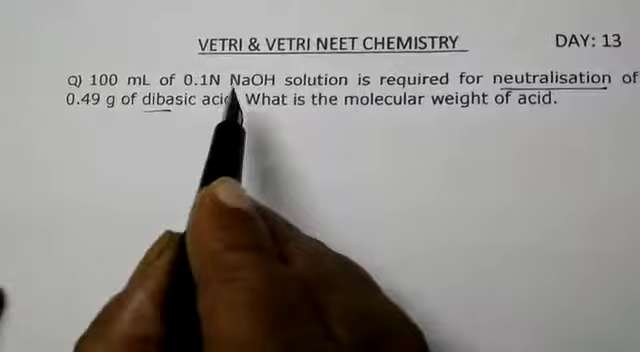 VETRI & VETRI NEET CHEMISTRY DAY: 13
Q) 100 mL of 0.1N NaOH solution is required for neutralisation of
0.49 g of dibasic What is the molecular weight of acid.